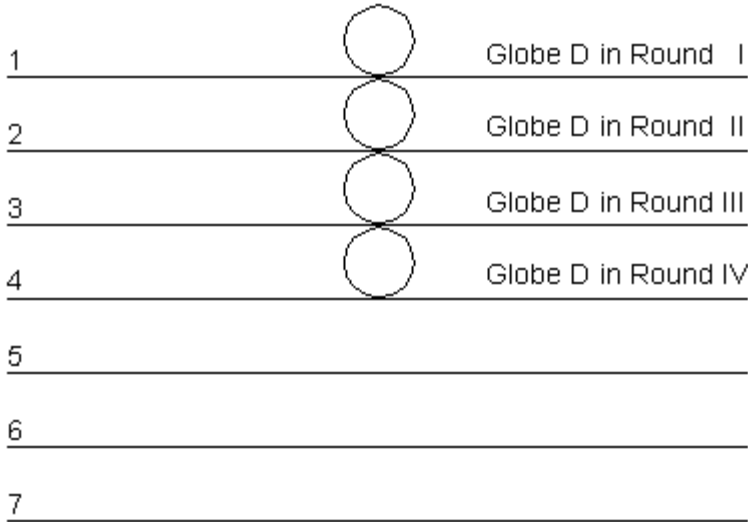 1 Globe D in Round I
2 Globe D in Round II
3 Globe D in Round III
4 Globe D in Round IV
5
6
7